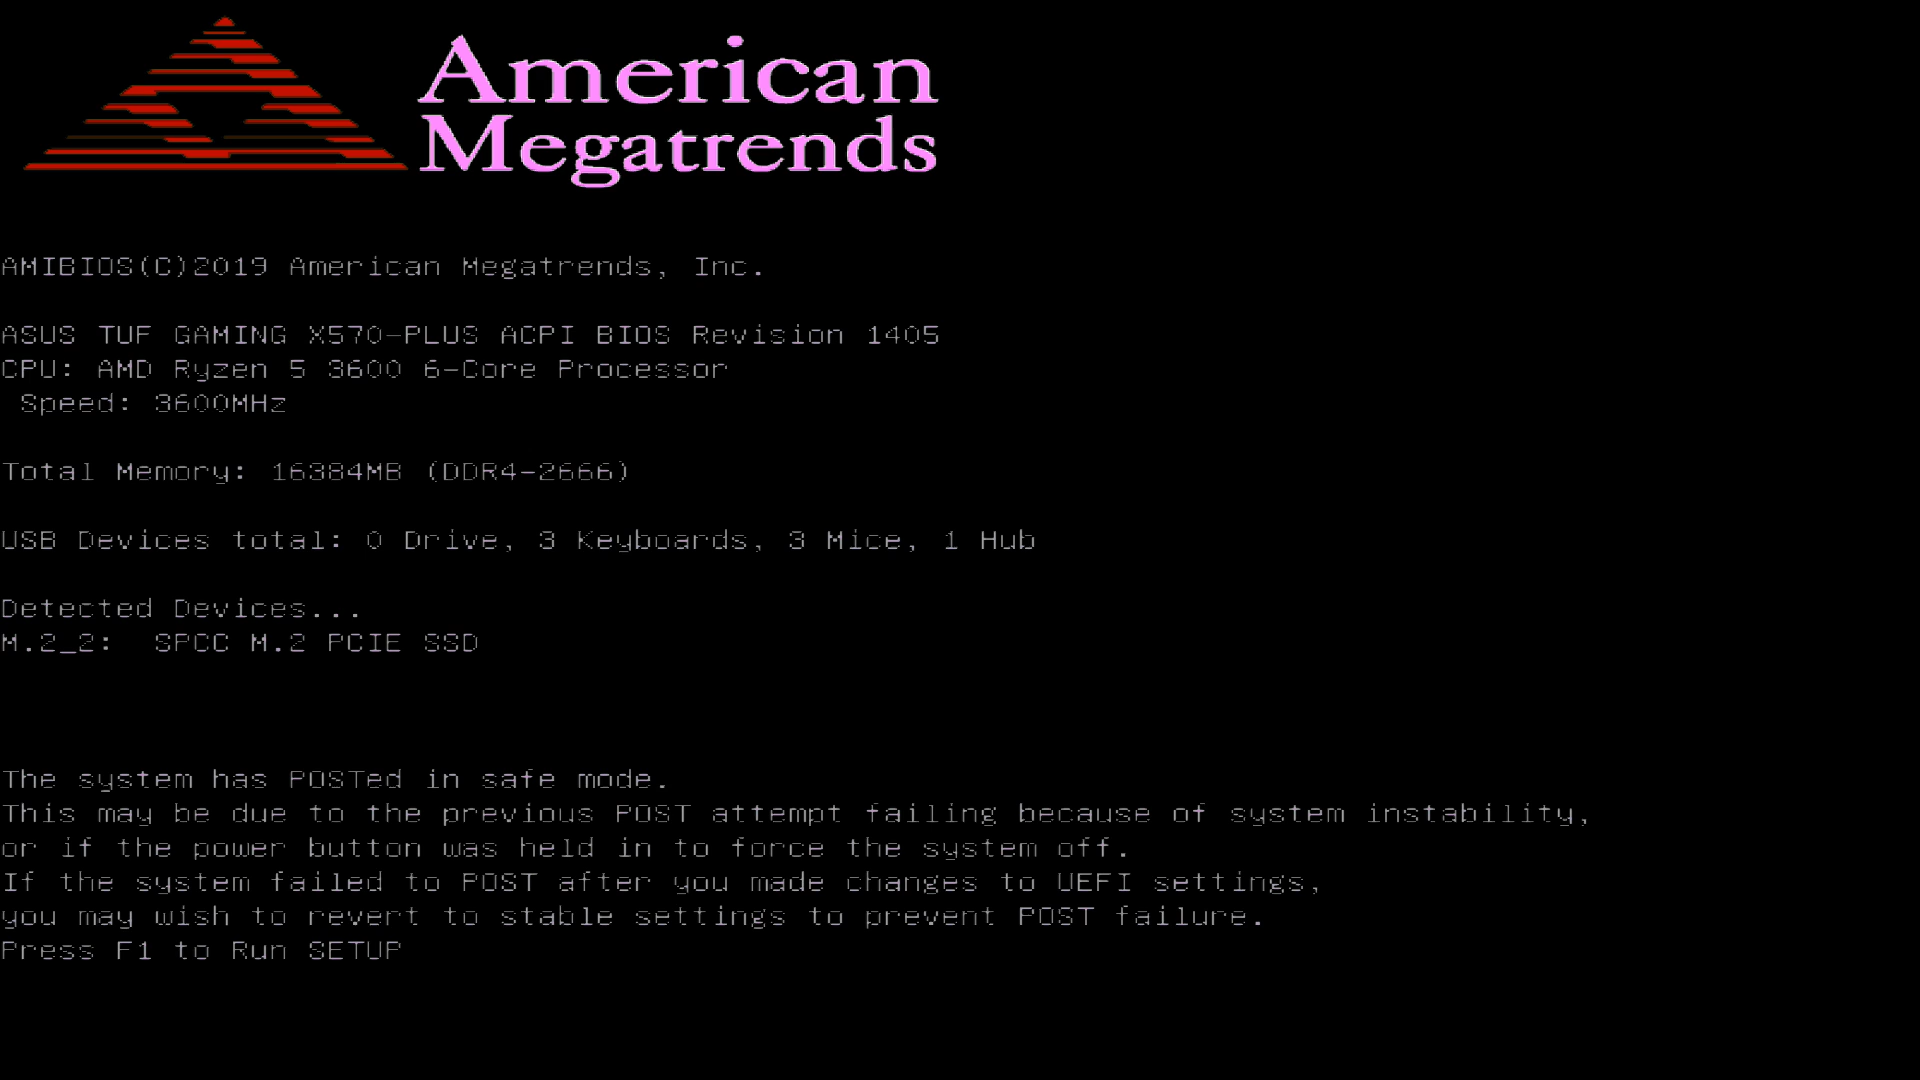 American
Megatrends
AMIBIOS(C)2019 American Megatrends, Inc.
ASUS TUF GAMING X570-PLUS ACPI BIOS Revision 1405
CPU: AMD Ryzen 5 3600 6-Core Processor
Speed: 3600MHz
Total Memory: 16384MB (DDR4-2666)
USB Devices total: 0 Drive, 3 Keyboards, 3 Mice, 1 Hub
Detected Devices...
M.2_2: SPCC M.2 PCIE SSD
The system has POSTed in safe mode.
This may be due to the previous POST attempt failing because of system instability,
or if the power button was held in to force the system off.
If the system failed to POST after you made changes to UEFI settings,
you may wish to revert to stable settings to prevent POST failure.
Press F1 to Run SETUP